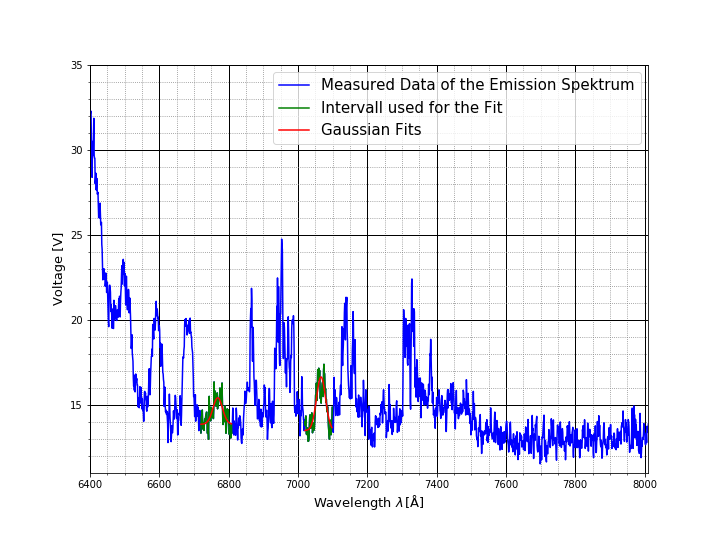 Measured Data of the Emission Spektrum
Intervall used for the Fit
Gaussian Fits
35
30
25
20
15
Voltage [V]
6400 6600 6800 7000 7200 7400 7600 7800 8000
Wavelength λ[Å]